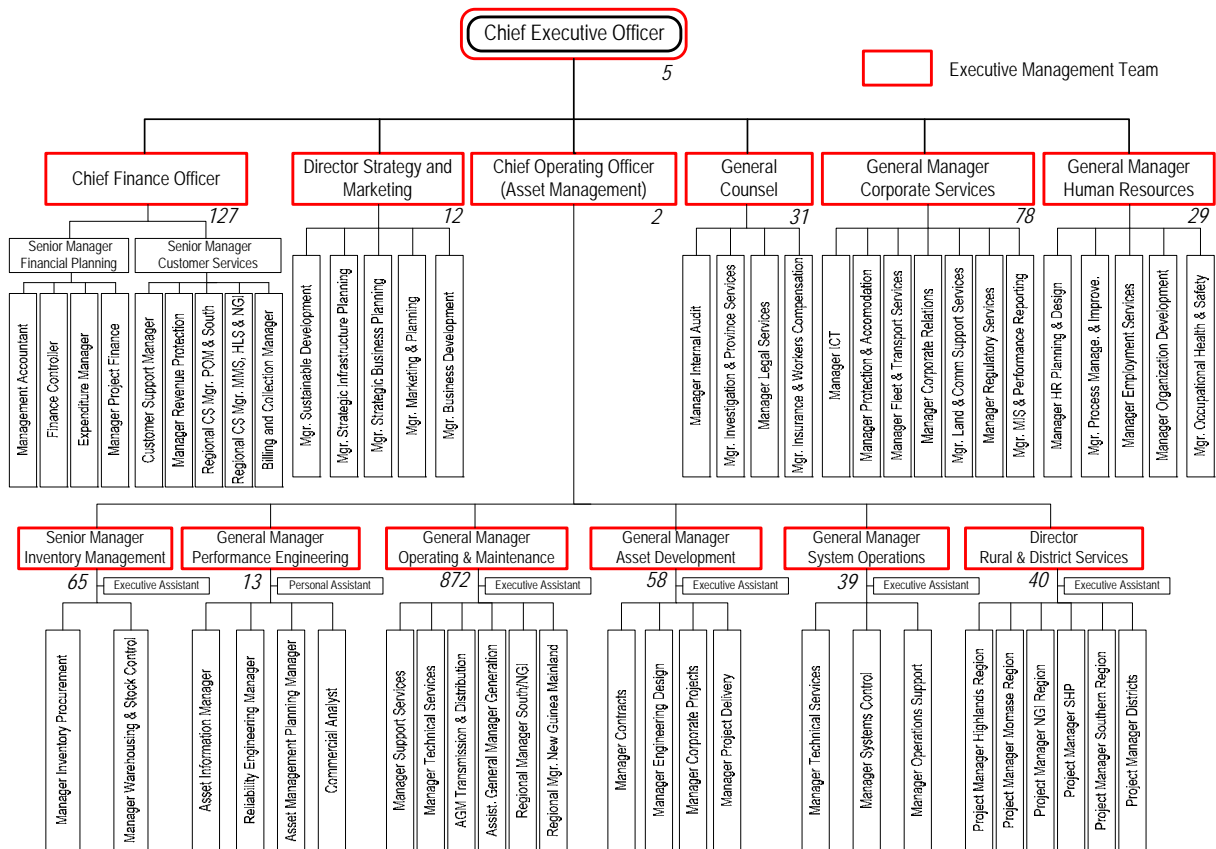 Chief Executive Officer
5
Executive Management Team
Chief Finance Officer
127
Director Strategy and
Marketing
12
Chief Operating Officer
(Asset Management)
2
General
Counsel
31
General Manager
Corporate Services
78
General Manager
Human Resources
29
Senior Manager
Financial Planning
Senior Manager
Customer Services
Management Accountant
Finance Controller
Expenditure Manager
Manager Project Finance
Customer Support Manager
Manager Revenue Protection
Regional CS Mgr. POM & South
Regional CS Mgr. MMS, HLS & NGI
Billing and Collection Manager
Mgr. Sustainable Development
Mgr. Strategic Infrastructure Planning
Mgr. Strategic Business Planning
Mgr. Marketing & Planning
Mgr. Business Development
Manager Internal Audit
Mgr. Investigation & Province Services
Manager Legal Services
Mgr. Insurance & Workers Compensation
Manager ICT
Manager Protection & Accomodation
Manager Fleet & Transport Services
Manager Corporate Relations
Mgr. Land & Comm Support Services
Manager Regulatory Services
Mgr. MIS & Performance Reporting
Manager HR Planning & Design
Mgr. Process Manage. & Improve.
Manager Employment Services
Manager Organization Development
Mgr. Occupational Health & Safety
Senior Manager
Inventory Management
65
Executive Assistant
General Manager
Performance Engineering
13
Personal Assistant
General Manager
Operating & Maintenance
872
Executive Assistant
General Manager
Asset Development
58
Executive Assistant
General Manager
System Operations
39
Executive Assistant
Director
Rural & District Services
40
Executive Assistant
Manager Inventory Procurement
Manager Warehousing & Stock Control
Asset Information Manager
Reliability Engineering Manager
Asset Management Planning Manager
Commercial Analyst
Manager Support Services
Manager Technical Services
AGM Transmission & Distribution
Assist. General Manager Generation
Regional Manager South/NGI
Regional Mgr. New Guinea Mainland
Manager Contracts
Manager Engineering Design
Manager Corporate Projects
Manager Project Delivery
Manager Technical Services
Manager Systems Control
Manager Operations Support
Project Manager Highlands Region
Project Manager Momase Region
Project Manager NGI Region
Project Manager SHP
Project Manager Southern Region
Project Manager Districts